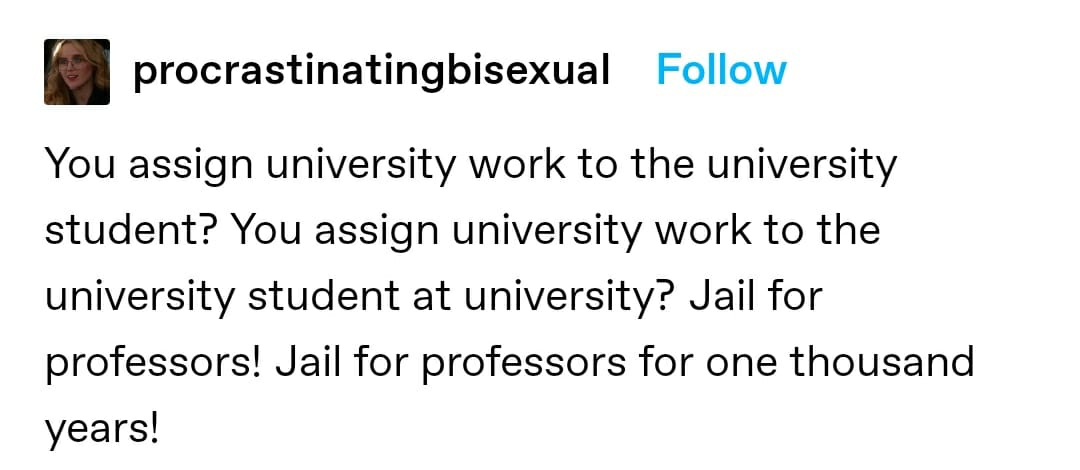 procrastinatingbisexual Follow
You assign university work to the university
student? You assign university work to the
university student at university? Jail for
professors! Jail for professors for one thousand
years!